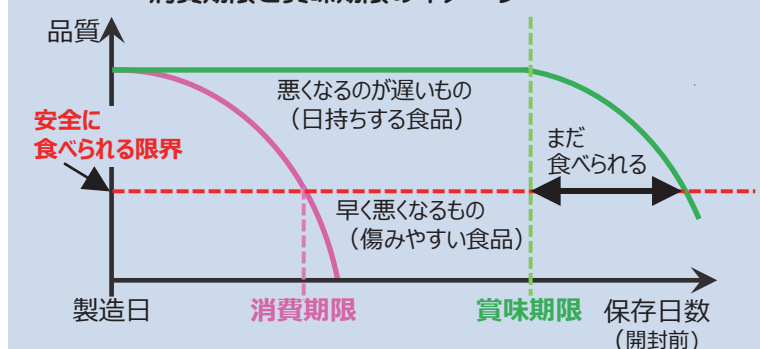 品質
悪くなるのが遅いもの
（日持ちする食品）
安全に
食べられる限界
まだ
食べられる
早く悪くなるもの
（傷みやすい食品）
製造日
消費期限
賞味期限
保存日数
（開封前）